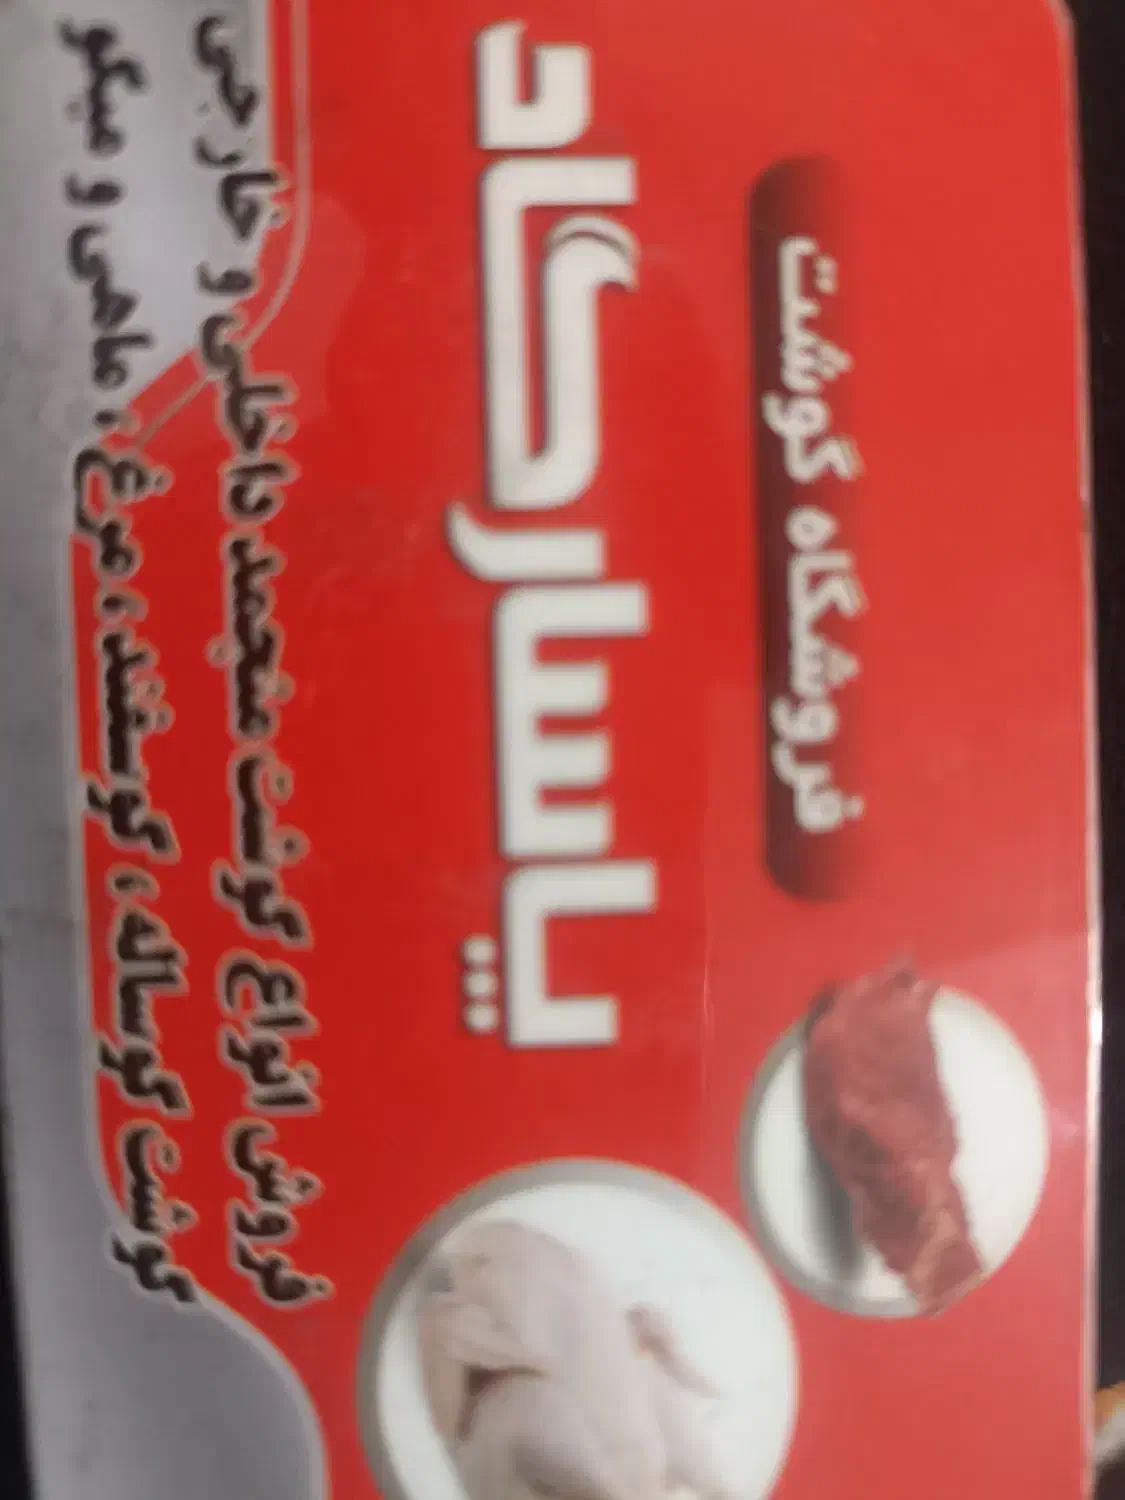 فروشگاه گوشت
پاسارگاد
فروش انواع گوشت منجمد داخلی و خارجی
گوشت گوساله، گوسفند، مرغ، ماهی و میگو